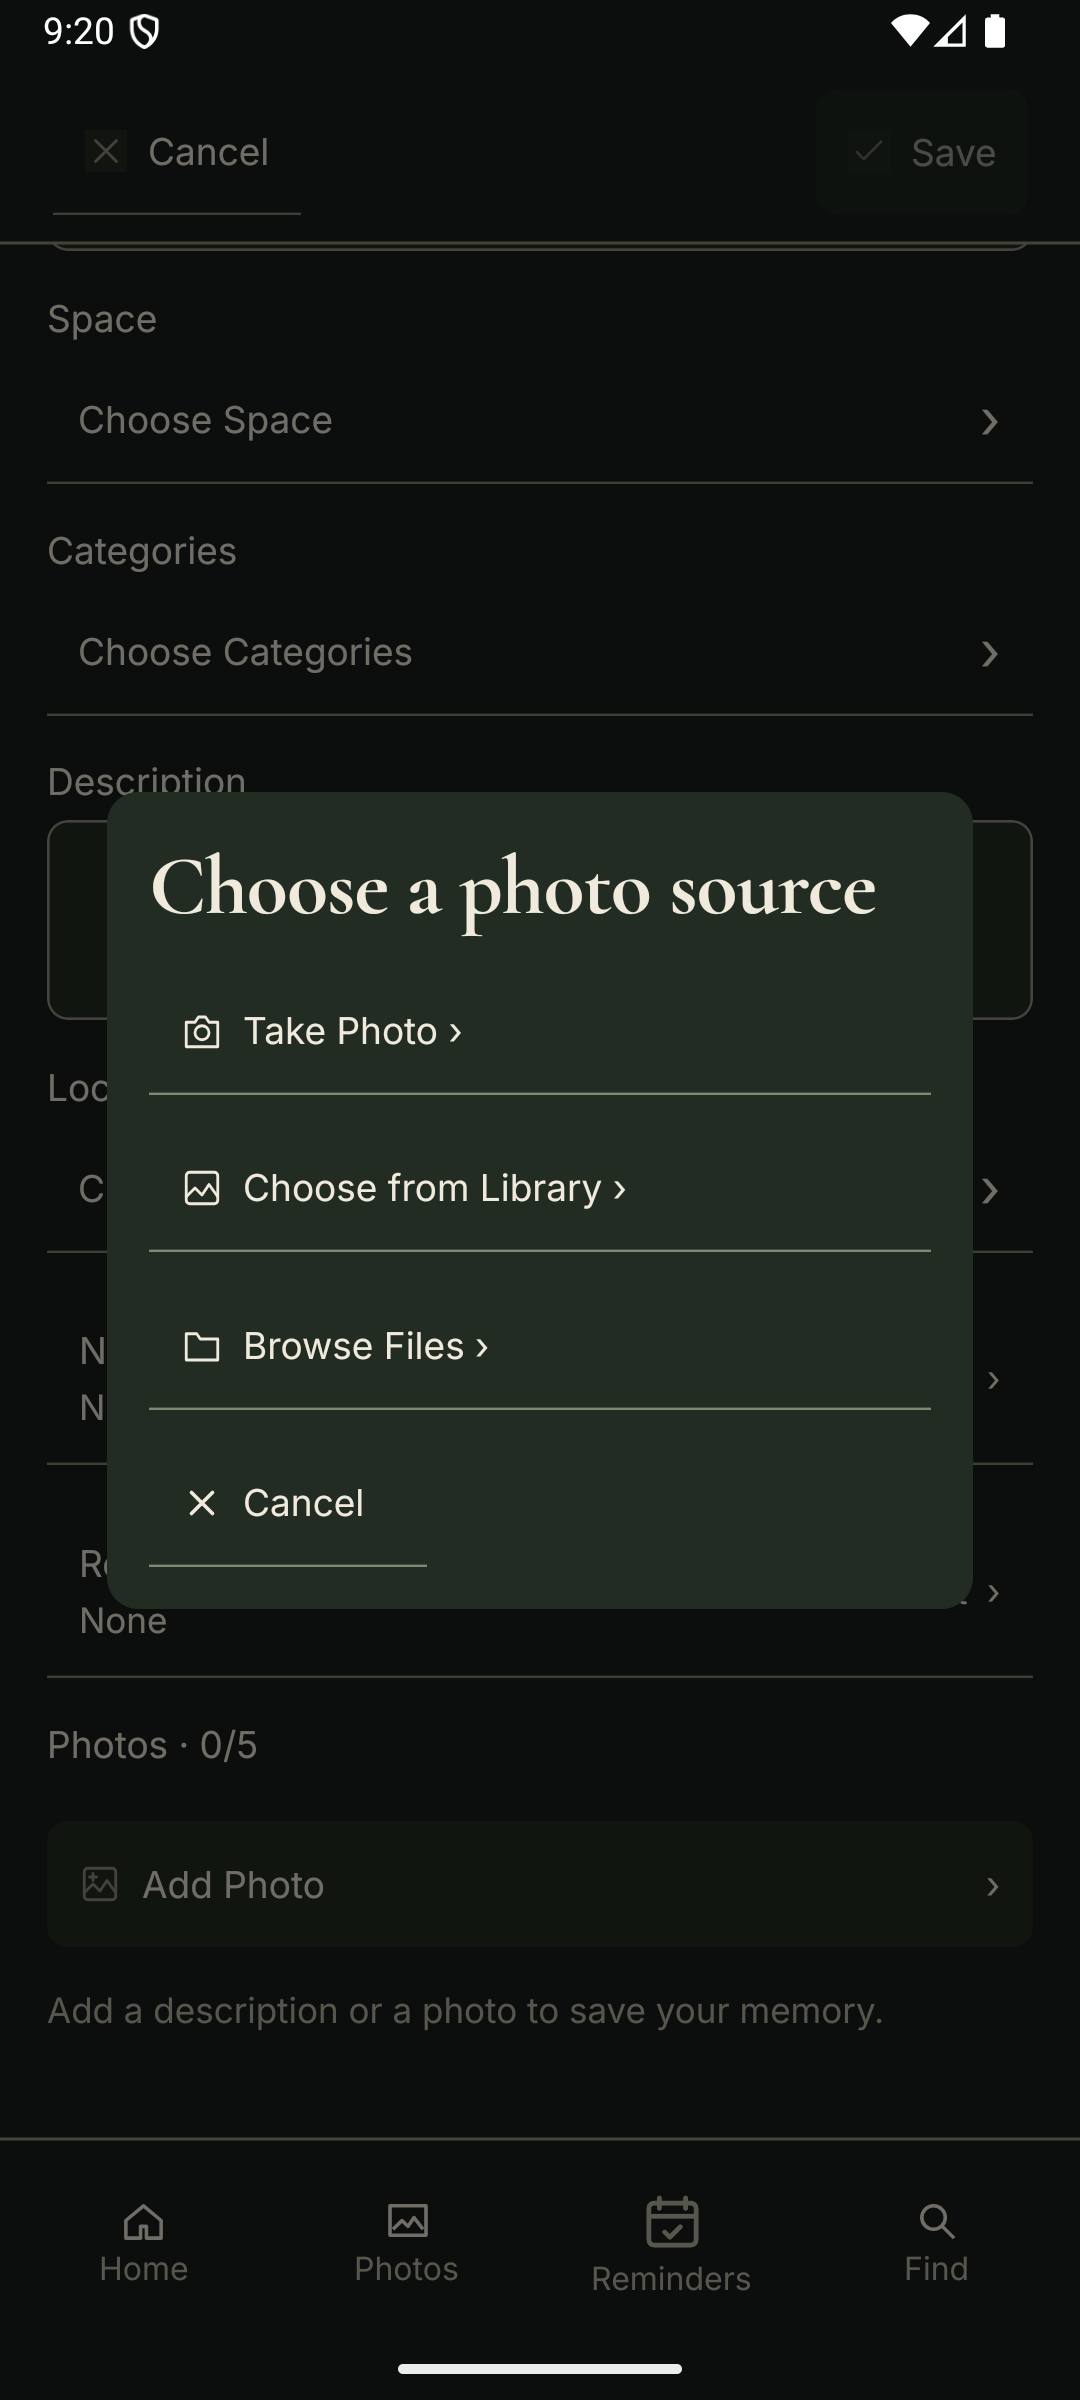 9:20
Cancel
Save
Space
Choose Space ›
Categories
Choose Categories ›
Description
Choose a photo source
Take Photo ›
Choose from Library ›
Browse Files ›
Cancel
None
Photos · 0/5
Add Photo ›
Add a description or a photo to save your memory.
Home
Photos
Reminders
Find